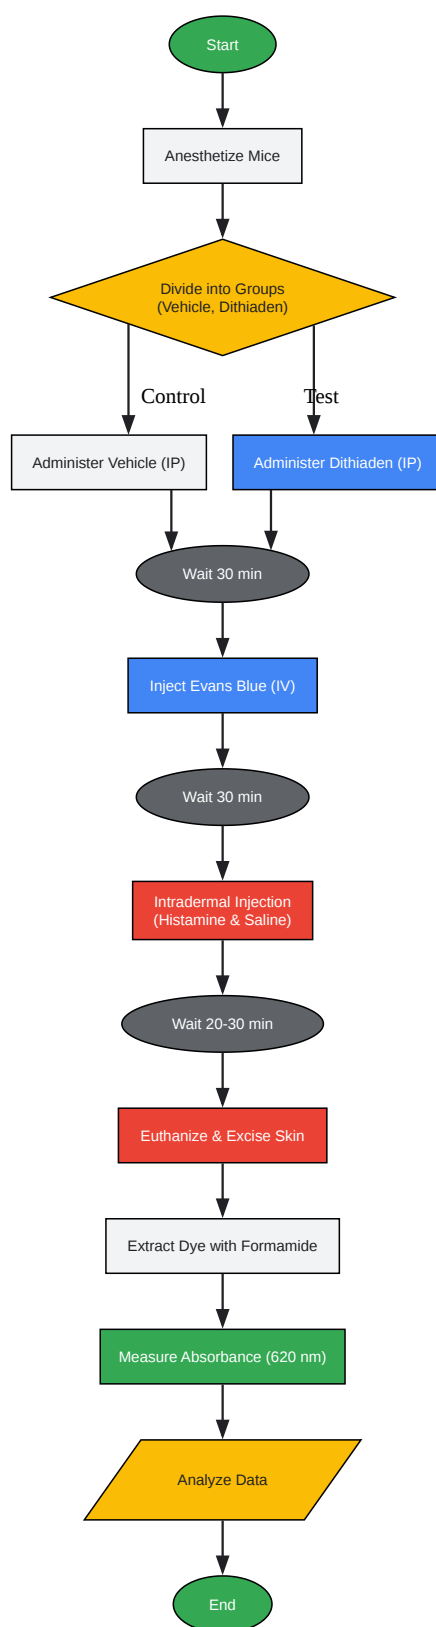 Start
Anesthetize Mice
Divide into Groups
(Vehicle, Dithiaden)
Control
Test
Administer Vehicle (IP)
Administer Dithiaden (IP)
Wait 30 min
Inject Evans Blue (IV)
Wait 30 min
Intradermal Injection
(Histamine & Saline)
Wait 20-30 min
Euthanize & Excise Skin
Extract Dye with Formamide
Measure Absorbance (620 nm)
Analyze Data
End